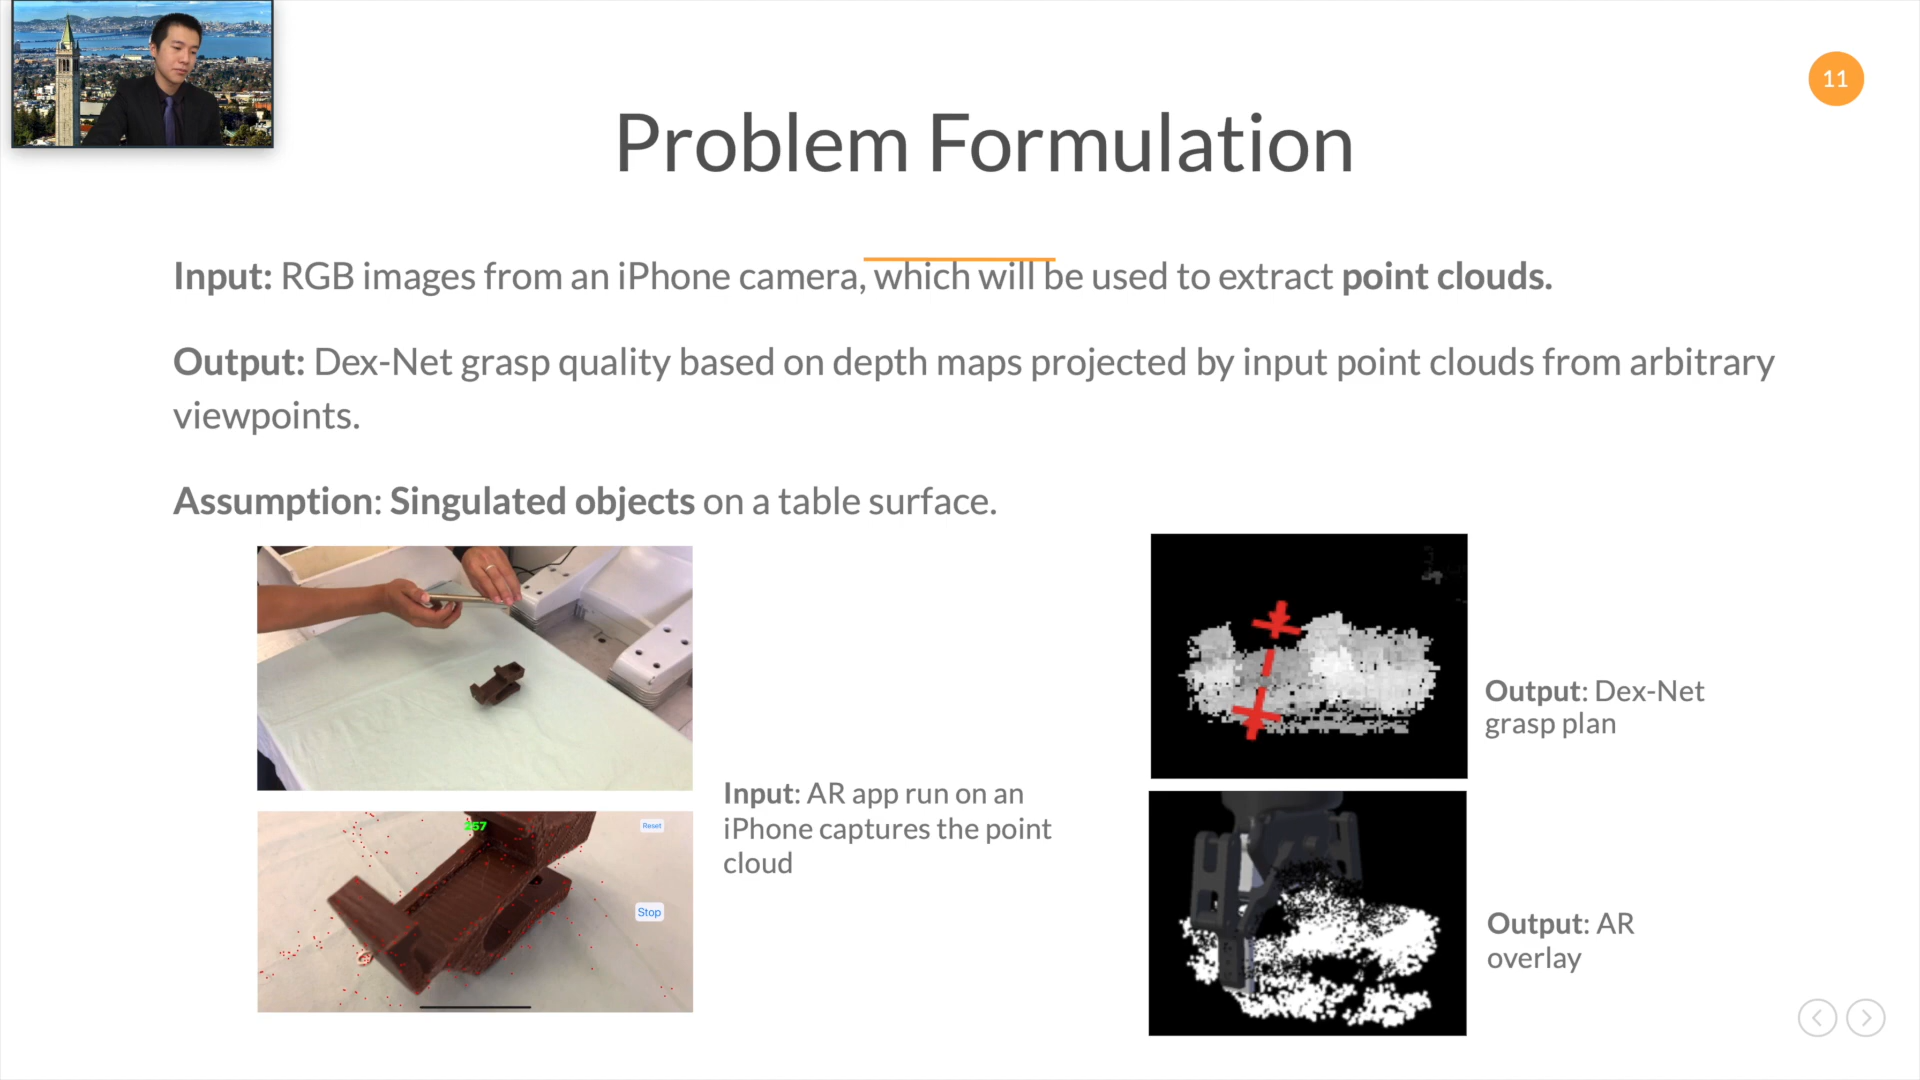 11
Problem Formulation
Input: RGB images from an iPhone camera, which will be used to extract point clouds.
Output: Dex-Net grasp quality based on depth maps projected by input point clouds from arbitrary
viewpoints.
Assumption: Singulated objects on a table surface.
257
Reset
Stop
Input: AR app run on an
iPhone captures the point
cloud
Output: Dex-Net
grasp plan
Output: AR
overlay